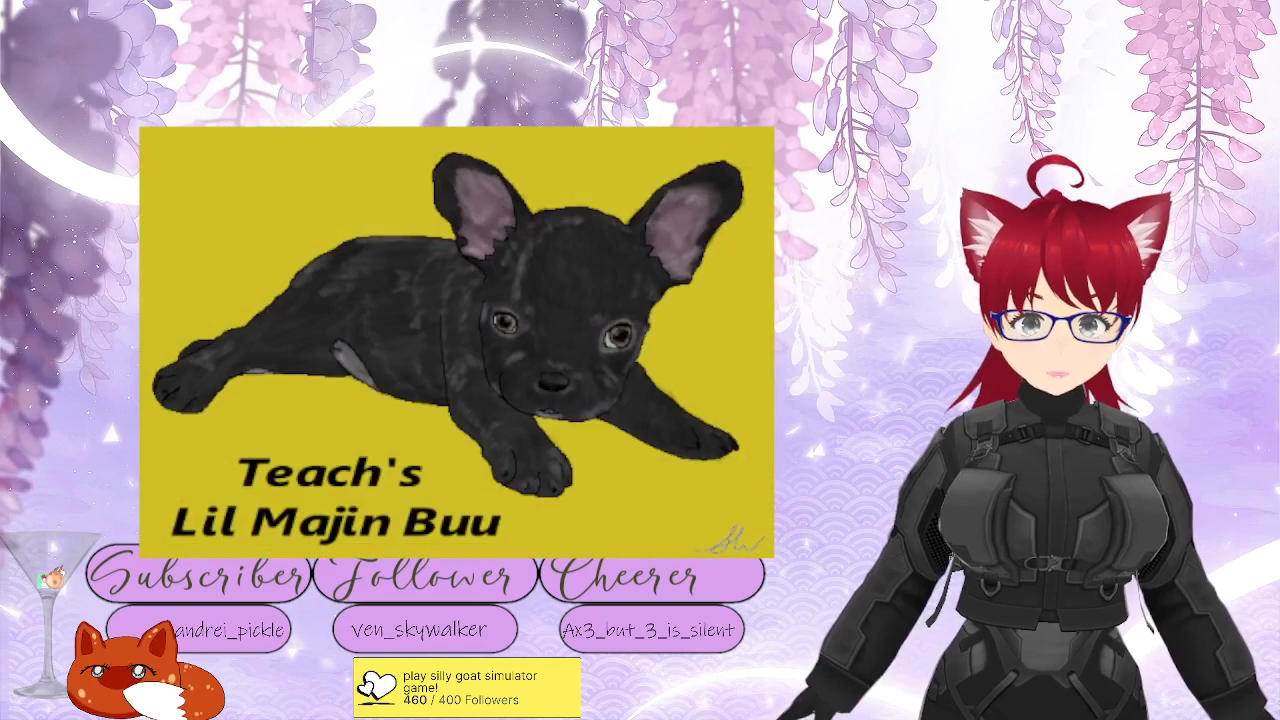 Teach's
Lil Majin Buu
Subscriber Follower Cheerer
andrei_pickle ven_skywalker Ax3_but_3_is_silent
play silly goat simulator
game!
460 / 400 Followers